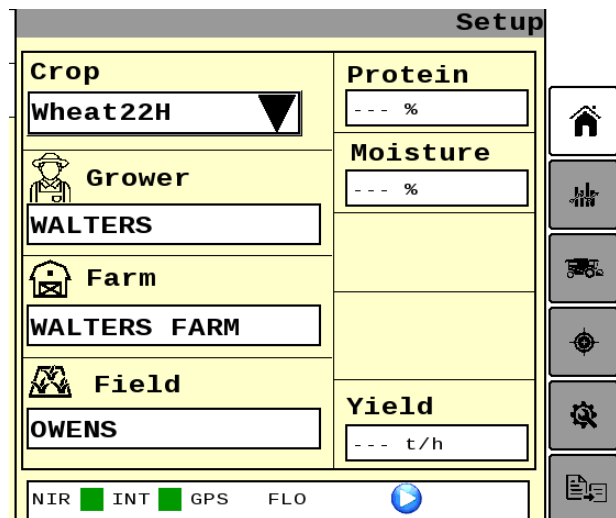 Setup
Crop
Wheat22H
Grower
WALTERS
Farm
WALTERS FARM
Field
OWENS
Protein
--- %
Moisture
--- %
Yield
--- t/h
NIR INT GPS FLO